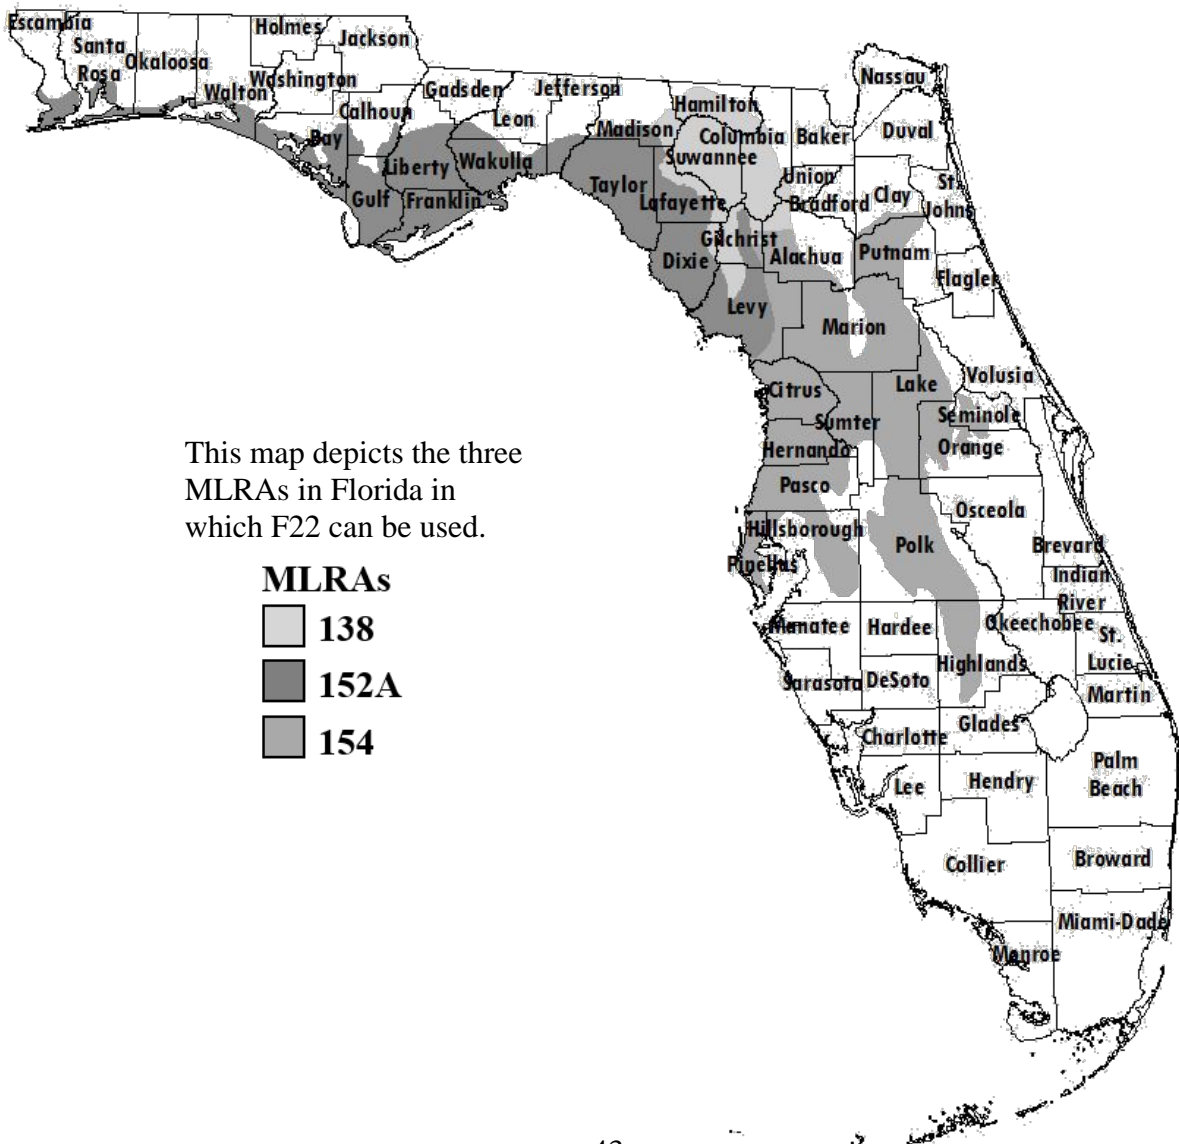 Escambia
Santa
Rosa
Okaloosa
Walton
Holmes
Washington
Jackson
Bay
Calhoun
Gulf
Liberty
Franklin
Gadsden
Leon
Wakulla
Jefferson
Madison
Taylor
Hamilton
Suwannee
Lafayette
Dixie
Columbia
Gilchrist
Levy
Baker
Union
Bradford
Alachua
Nassau
Duval
Clay
St.
Johns
Putnam
Flagler
Marion
Citrus
Sumter
Lake
Volusia
Seminole
Orange
Hernando
Pasco
This map depicts the three
MLRAs in Florida in
which F22 can be used.
MLRAs
138
152A
154
Hillsborough
Pinellas
Polk
Osceola
Brevard
Indian
River
Manatee
Hardee
Okeechobee
St.
Lucie
Highlands
Sarasota
DeSoto
Martin
Charlotte
Glades
Lee
Hendry
Palm
Beach
Collier
Broward
Miami-Dade
Monroe